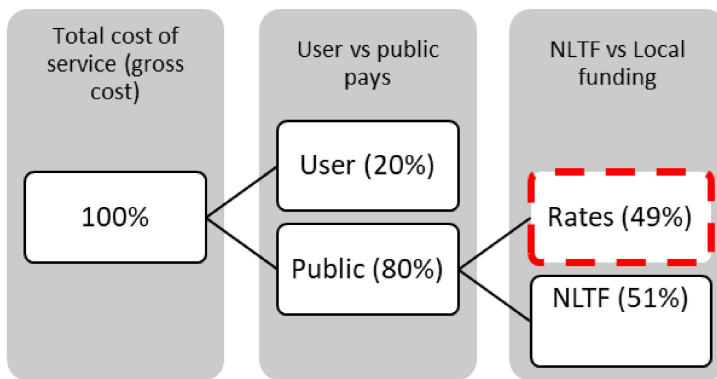 Total cost of
service (gross
cost)
100%
User vs public
pays
User (20%)
Public (80%)
NLTF vs Local
funding
Rates (49%)
NLTF (51%)